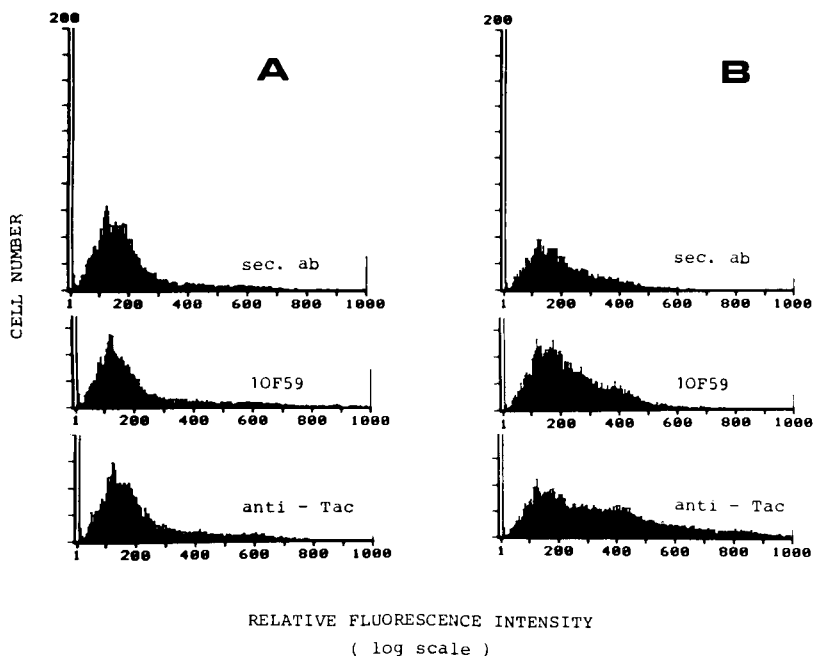 200
A
sec. ab
1 200 400 600 800 1000
10F59
1 200 400 600 800 1000
anti - Tac
1 200 400 600 800 1000
200
B
sec. ab
1 200 400 600 800 1000
10F59
1 200 400 600 800 1000
anti - Tac
1 200 400 600 800 1000
CELL NUMBER
RELATIVE FLUORESCENCE INTENSITY
( log scale )